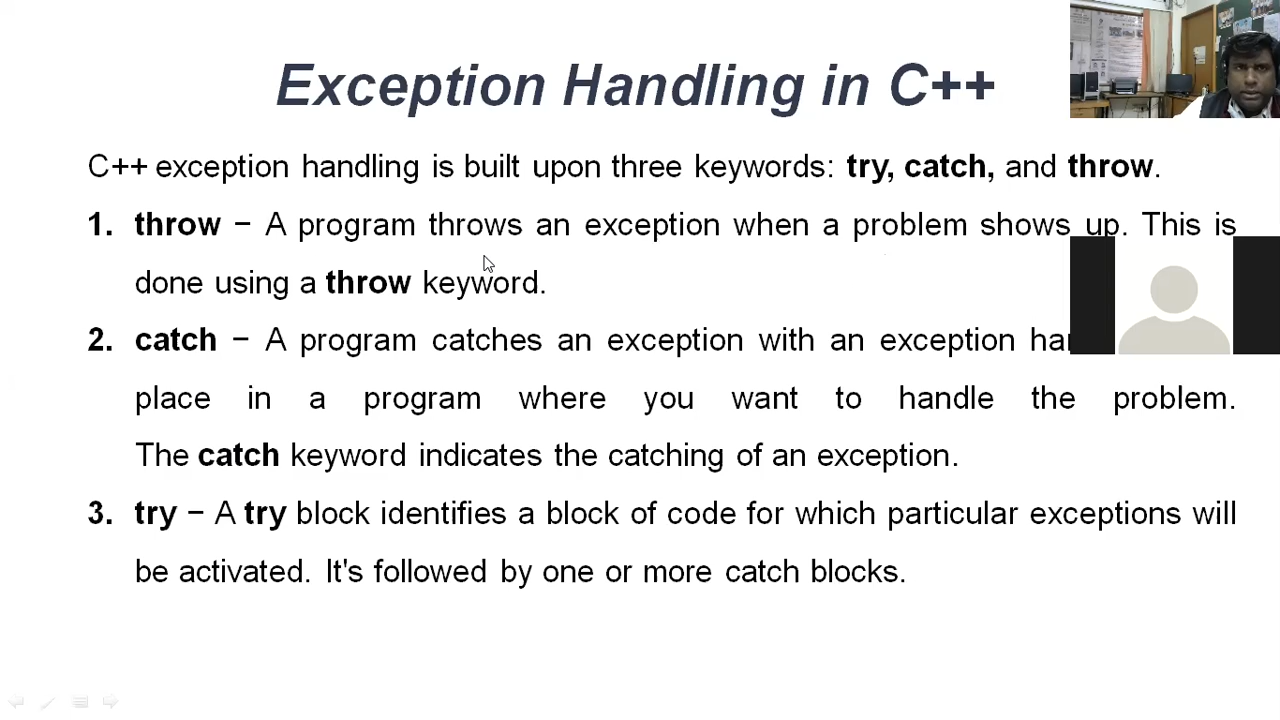 Exception Handling in C++
C++ exception handling is built upon three keywords: try, catch, and throw.
1. throw − A program throws an exception when a problem shows up. This is
done using a throw keyword.
2. catch − A program catches an exception with an exception
place in a program where you want to handle the problem.
The catch keyword indicates the catching of an exception.
3. try − A try block identifies a block of code for which particular exceptions will
be activated. It's followed by one or more catch blocks.